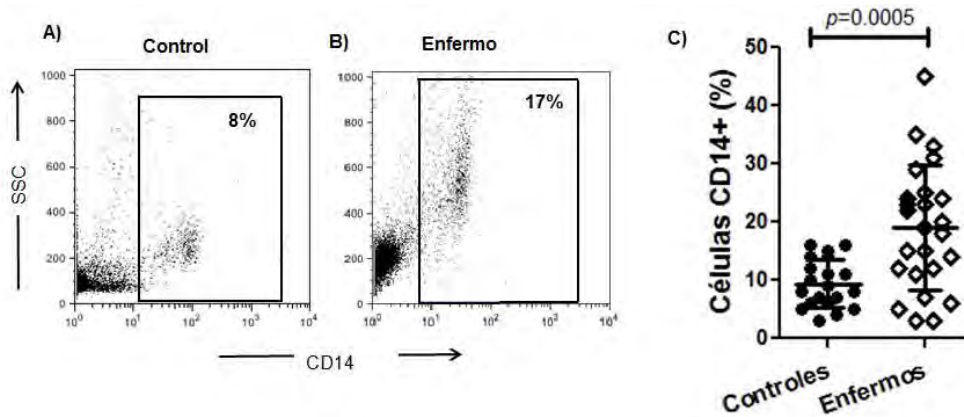 A)
Control
B)
Enfermo
C)
p=0.0005
1000
800
600
400
200
0
8%
10⁰
10¹
10²
10³
10⁴
SSC
1000
800
600
400
200
0
17%
10⁰
10¹
10²
10³
10⁴
CD14
Células CD14+ (%)
50
40
30
20
10
0
Controles
Enfermos